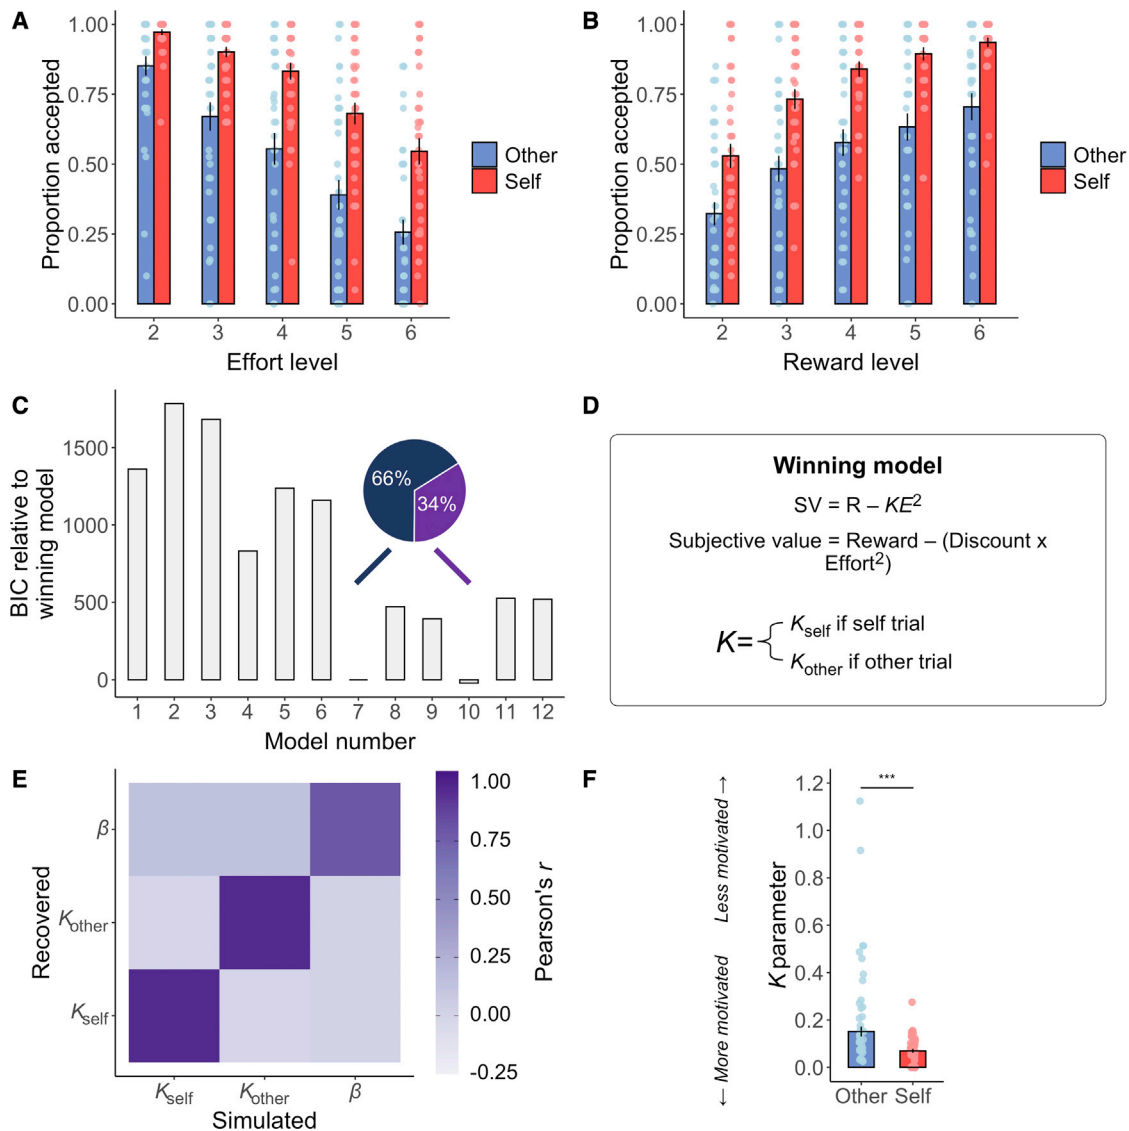 A
Proportion accepted
1.00
0.75
0.50
0.25
0.00
2 3 4 5 6
Effort level
Other
Self
B
Proportion accepted
1.00
0.75
0.50
0.25
0.00
2 3 4 5 6
Reward level
Other
Self
C
BIC relative to
winning model
1500
1000
500
0
66%
34%
1 2 3 4 5 6 7 8 9 10 11 12
Model number
D
Winning model
SV = R – KE²
Subjective value = Reward – (Discount x
Effort²)
K=
Kself if self trial
Kother if other trial
E
Recovered
β
Kother
Kself
Kself Kother β
Simulated
1.00
0.75
0.50
0.25
0.00
-0.25
Pearson's r
F
← More motivated Less motivated →
K parameter
1.2
1.0
0.8
0.6
0.4
0.2
0.0
***
Other Self